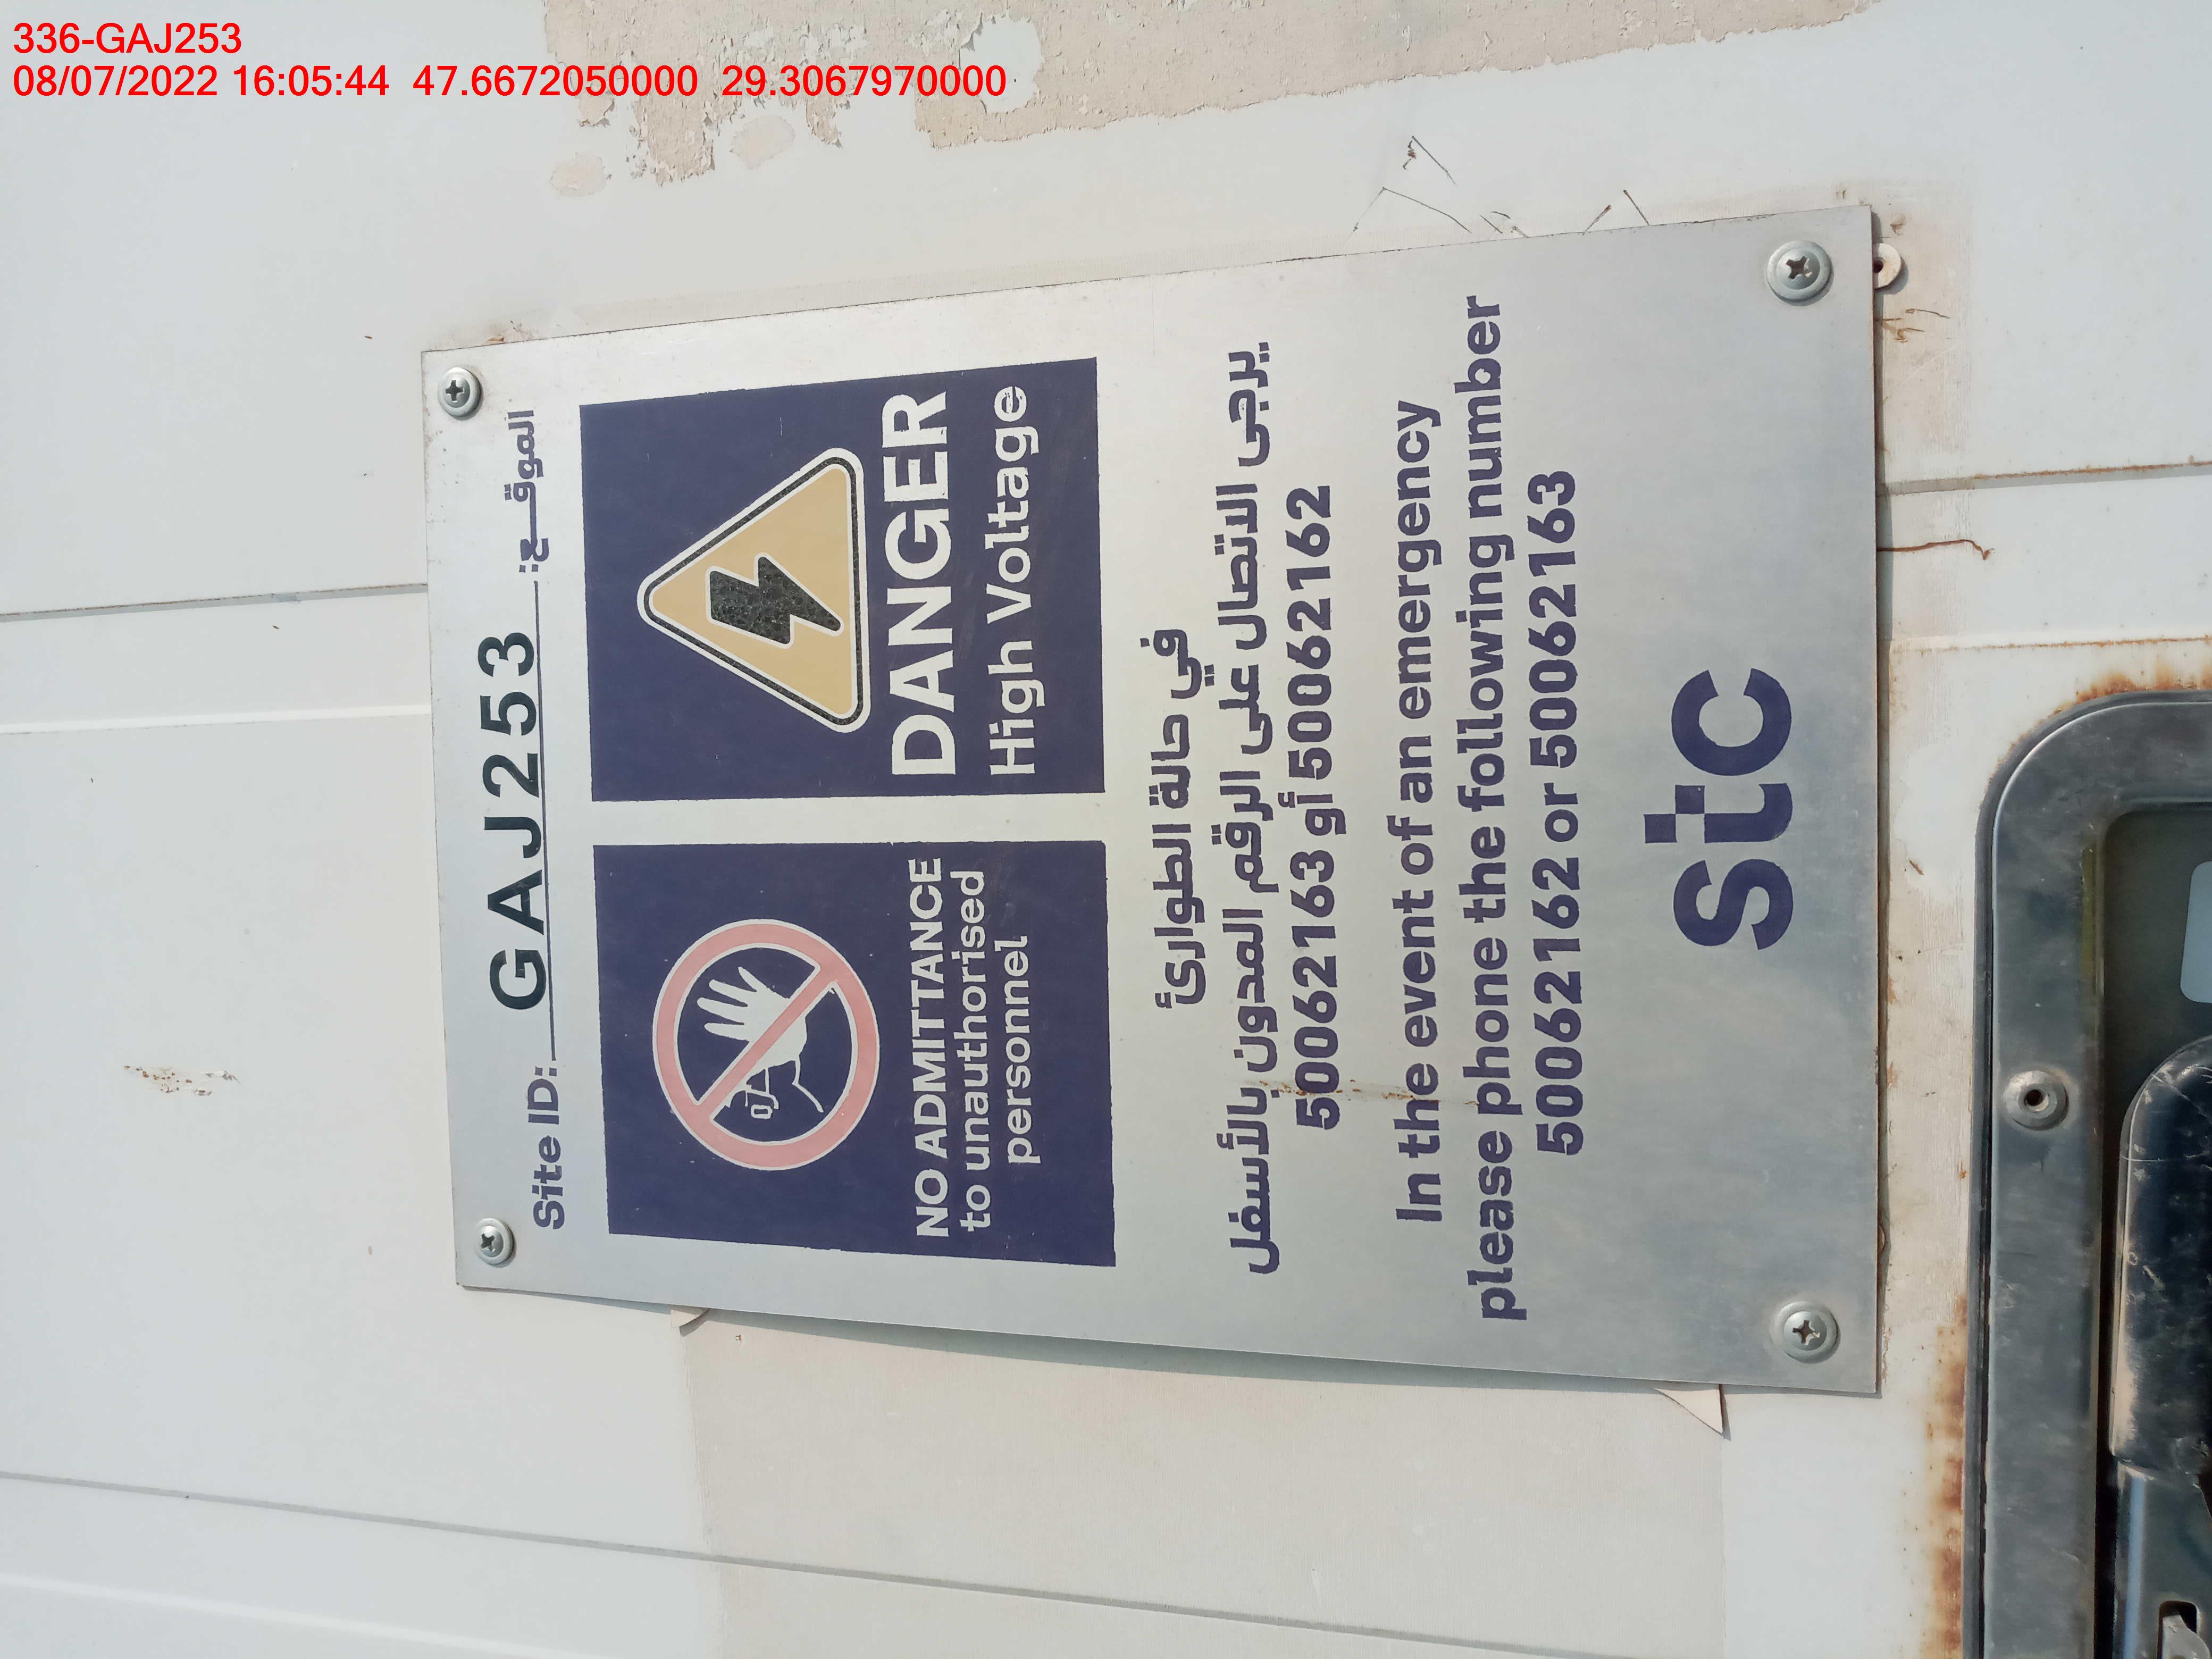 336-GAJ253
08/07/2022 16:05:44 47.6672050000 29.3067970000
Site ID: GAJ253 الموقــع:
NO ADMITTANCE
to unauthorised
personnel
DANGER
High Voltage
في حالة الطوارئ
يرجى الاتصال على الرقم المدون بالأسفل
50062163 أو 50062162
In the event of an emergency
please phone the following number
50062162 or 50062163
stc